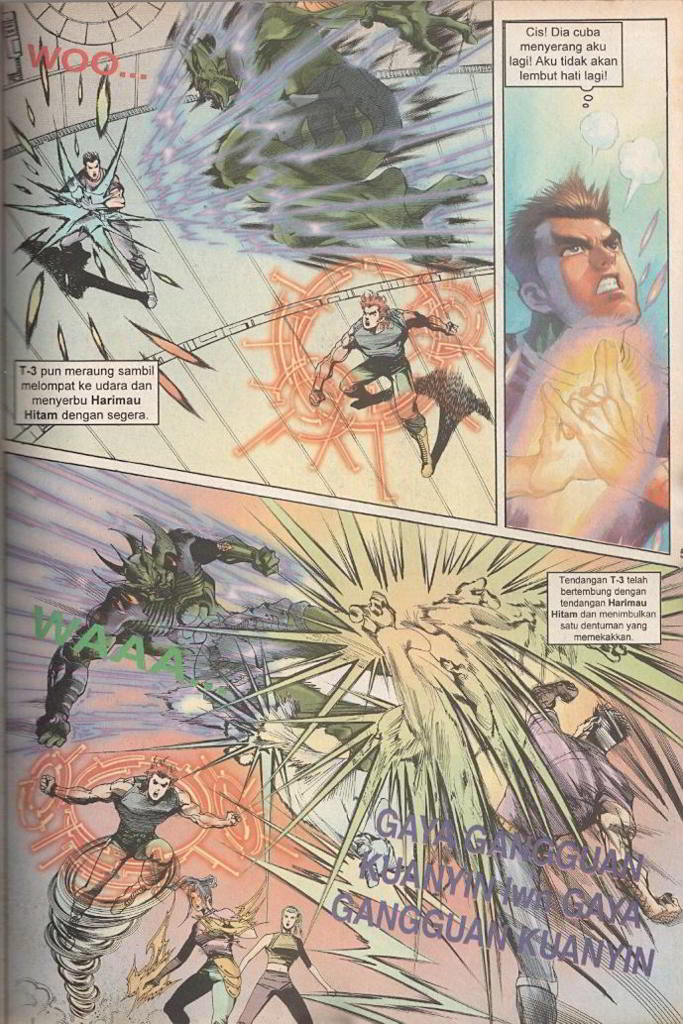 WOO...
T-3 pun meraung sambil
melompat ke udara dan
menyerbu Harimau
Hitam dengan segera.
Cis! Dia cuba
menyerang aku
lagi! Aku tidak akan
lembut hati lagi!
WAAA...
Tendangan T-3 telah
bertembung dengan
tendangan Harimau
Hitam dan menimbulkan
satu dentuman yang
memekakkan.
GAYA GANGGUAN
KUANYIN lwn GAYA
GANGGUAN KUANYIN